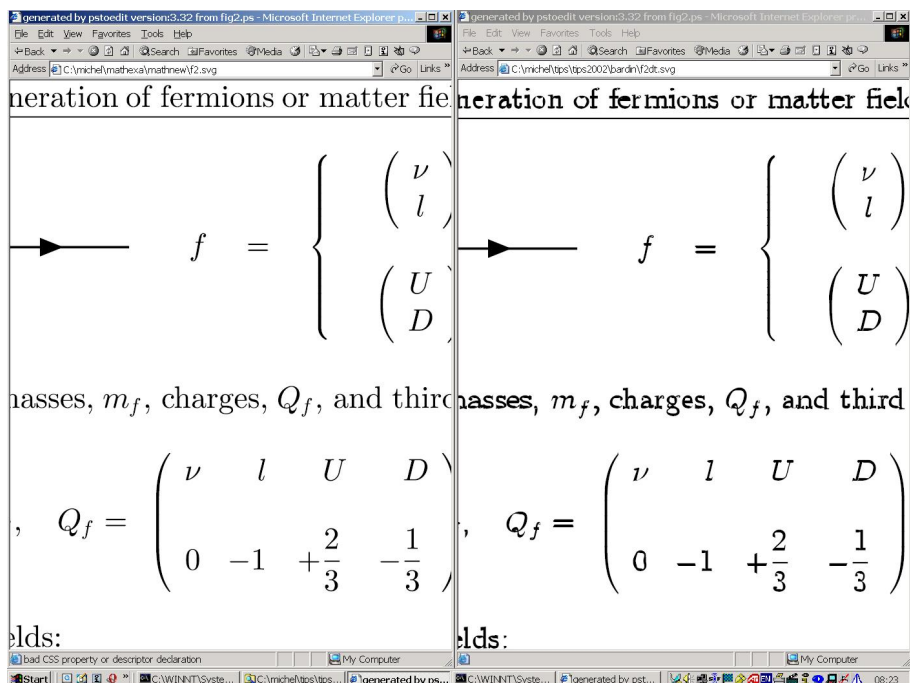 generated by pstoedit version:3.32 from fig2.ps - Microsoft Internet Explorer p...
File Edit View Favorites Tools Help
Back Search Favorites Media
Address C:\michel\mathexa\mathnew\f2.svg Go Links »
neration of fermions or matter fie
f = { ( ν
l )
( U
D )
masses, m_f, charges, Q_f, and third
ν l U D
, Q_f =
0 −1 +2/3 −1/3
elds:
bad CSS property or descriptor declaration My Computer
generated by pstoedit version:3.32 from fig2.ps - Microsoft Internet Explorer pr...
File Edit View Favorites Tools Help
Back Search Favorites Media
Address C:\michel\tips\tips2002\bardin\f2dt.svg Go Links »
neration of fermions or matter field
f = { ( ν
l )
( U
D )
masses, m_f, charges, Q_f, and third
ν l U D
, Q_f =
0 −1 +2/3 −1/3
elds:
My Computer
Start C:\WINNT\Syste... C:\michel\tips\tips... generated by ps... C:\WINNT\Syste... generated by pst... EN 08:23